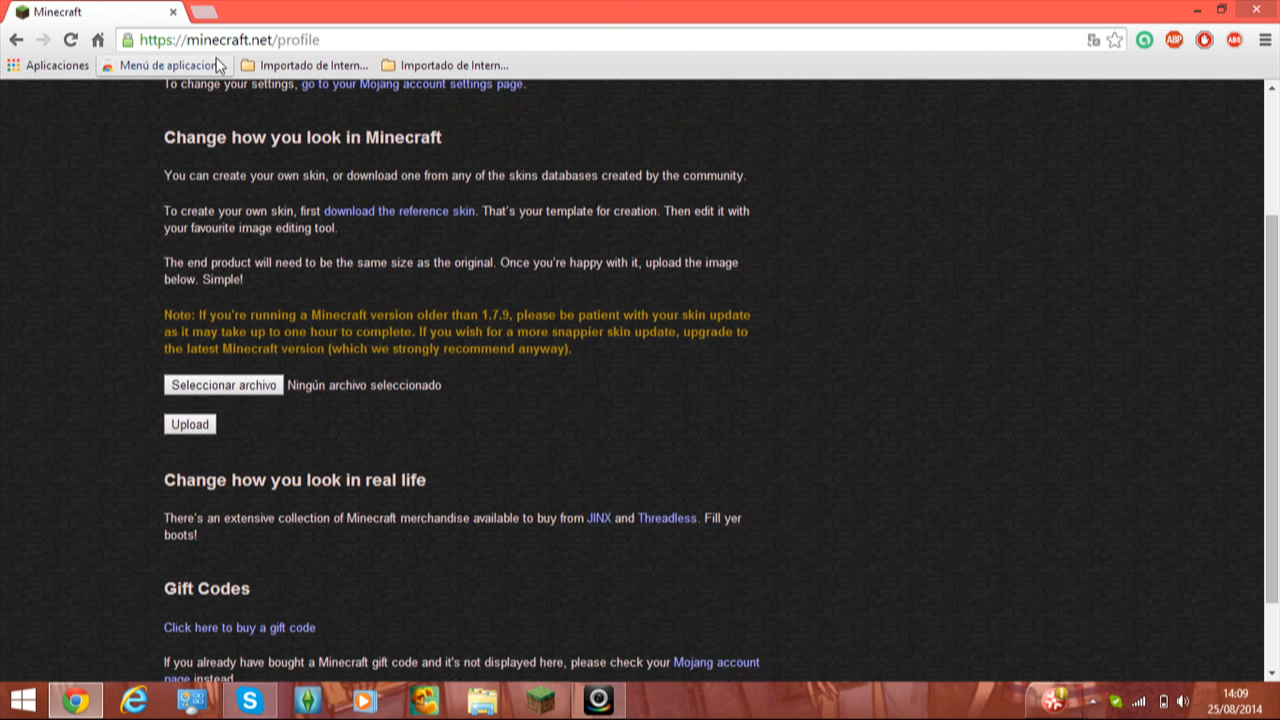 Minecraft
https://minecraft.net/profile
ABP
ABS
Aplicaciones
Menú de aplicacion
Importado de Intern...
Importado de Intern...
To change your settings, go to your Mojang account settings page.
Change how you look in Minecraft
You can create your own skin, or download one from any of the skins databases created by the community.
To create your own skin, first download the reference skin. That's your template for creation. Then edit it with
your favourite image editing tool.
The end product will need to be the same size as the original. Once you're happy with it, upload the image
below. Simple!
Note: If you're running a Minecraft version older than 1.7.9, please be patient with your skin update
as it may take up to one hour to complete. If you wish for a more snappier skin update, upgrade to
the latest Minecraft version (which we strongly recommend anyway).
Seleccionar archivo Ningún archivo seleccionado
Upload
Change how you look in real life
There's an extensive collection of Minecraft merchandise available to buy from JINX and Threadless. Fill yer
boots!
Gift Codes
Click here to buy a gift code
If you already have bought a Minecraft gift code and it's not displayed here, please check your Mojang account
page instead
14:09
25/08/2014